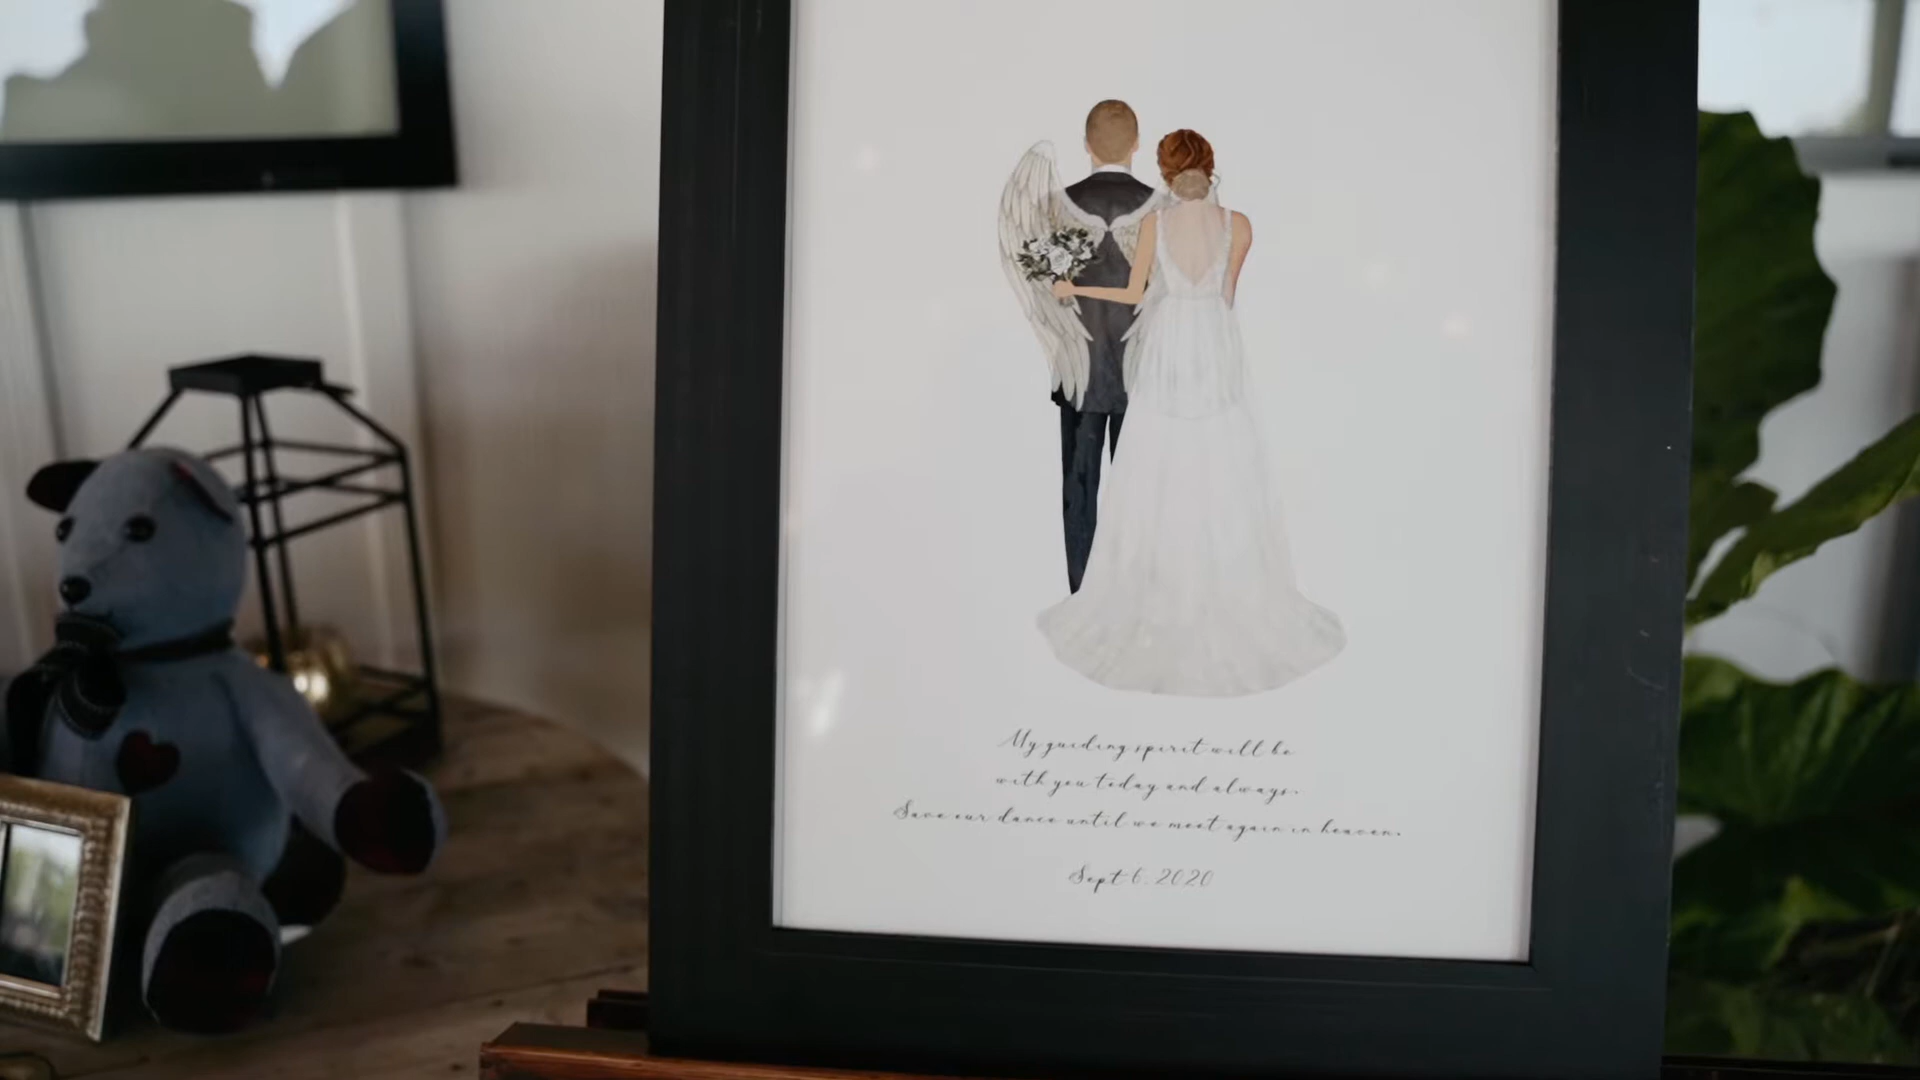 My guiding spirit will be
with you today and always.
Save our dance until we meet again in heaven.
Sept 6, 2020